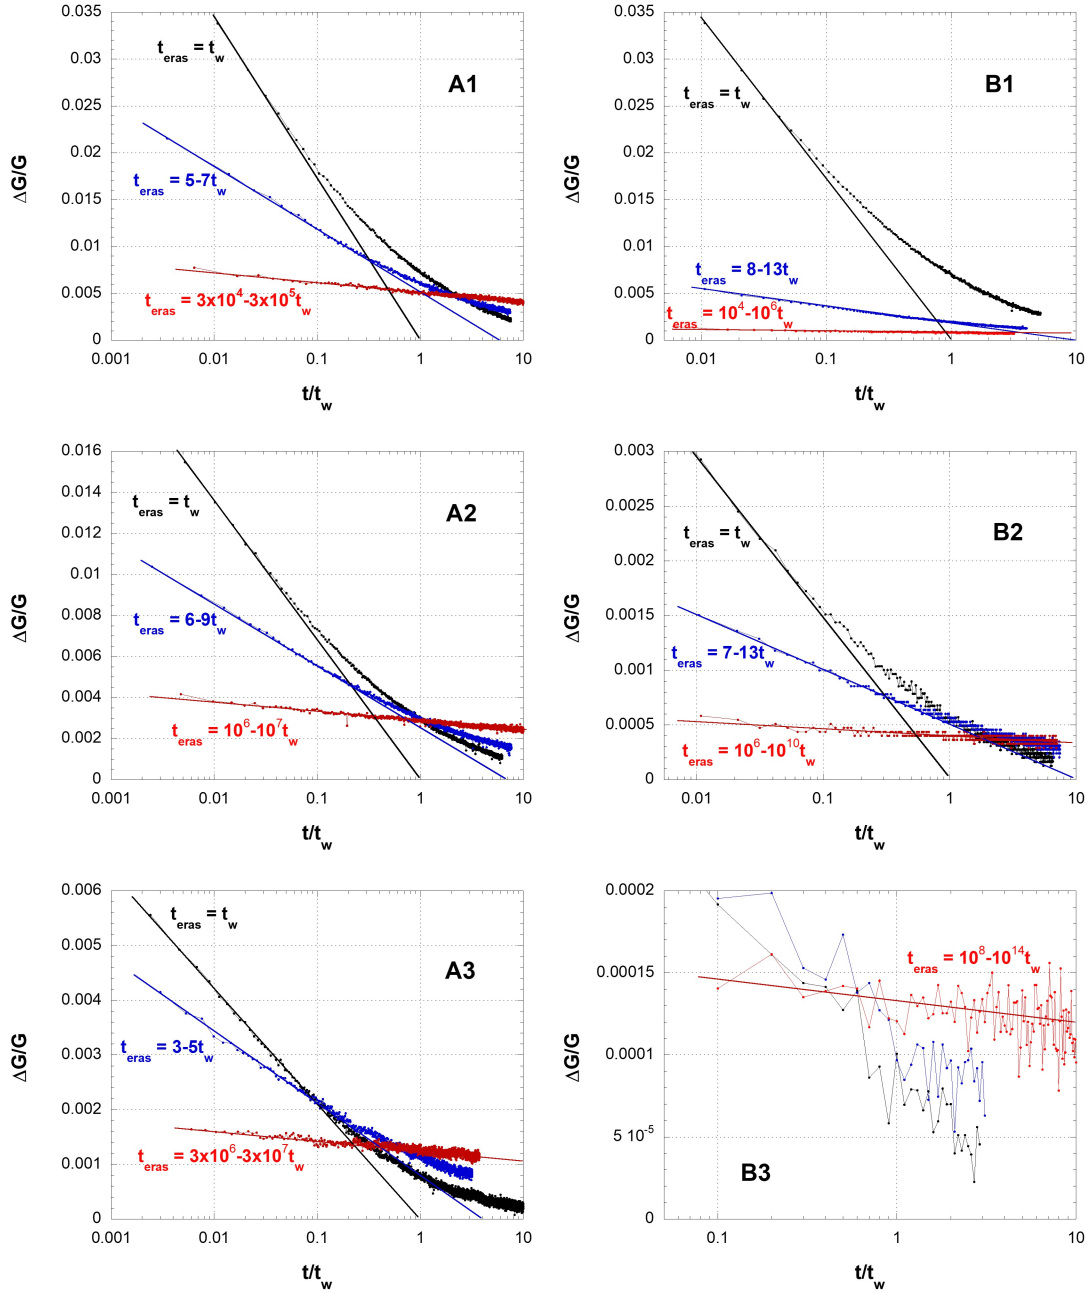 0.035
0.03
0.025
0.02
0.015
0.01
0.005
0
0.001
0.01
0.1
1
10
ΔG/G
t/t_w
A1
t_eras = t_w
t_eras = 5-7t_w
t_eras = 3x10^4-3x10^5t_w
0.035
0.03
0.025
0.02
0.015
0.01
0.005
0
0.01
0.1
1
10
ΔG/G
t/t_w
B1
t_eras = t_w
t_eras = 8-13t_w
t_eras = 10^4-10^6t_w
0.016
0.014
0.012
0.01
0.008
0.006
0.004
0.002
0
0.001
0.01
0.1
1
10
ΔG/G
t/t_w
A2
t_eras = t_w
t_eras = 6-9t_w
t_eras = 10^6-10^7t_w
0.003
0.0025
0.002
0.0015
0.001
0.0005
0
0.01
0.1
1
10
ΔG/G
t/t_w
B2
t_eras = t_w
t_eras = 7-13t_w
t_eras = 10^6-10^10t_w
0.006
0.005
0.004
0.003
0.002
0.001
0
0.001
0.01
0.1
1
10
ΔG/G
t/t_w
A3
t_eras = t_w
t_eras = 3-5t_w
t_eras = 3x10^6-3x10^7t_w
0.0002
0.00015
0.0001
5 10^-5
0
0.1
1
10
ΔG/G
t/t_w
B3
t_eras = 10^8-10^14t_w